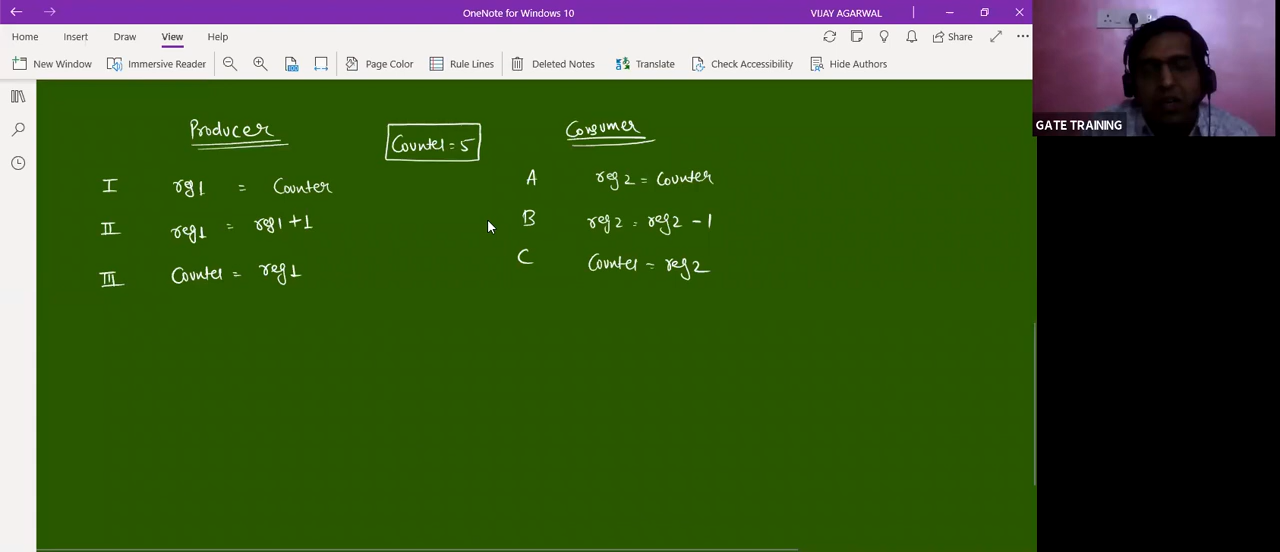 OneNote for Windows 10
VIJAY AGARWAL
Home Insert Draw View Help
Share
New Window Immersive Reader Page Color Rule Lines Deleted Notes Translate Check Accessibility Hide Authors
GATE TRAINING
Producer
Counter = 5
Consumer
I reg1 = Counter
II reg1 = reg1 + 1
III Counter = reg1
A reg2 = Counter
B reg2 = reg2 - 1
C Counter = reg2